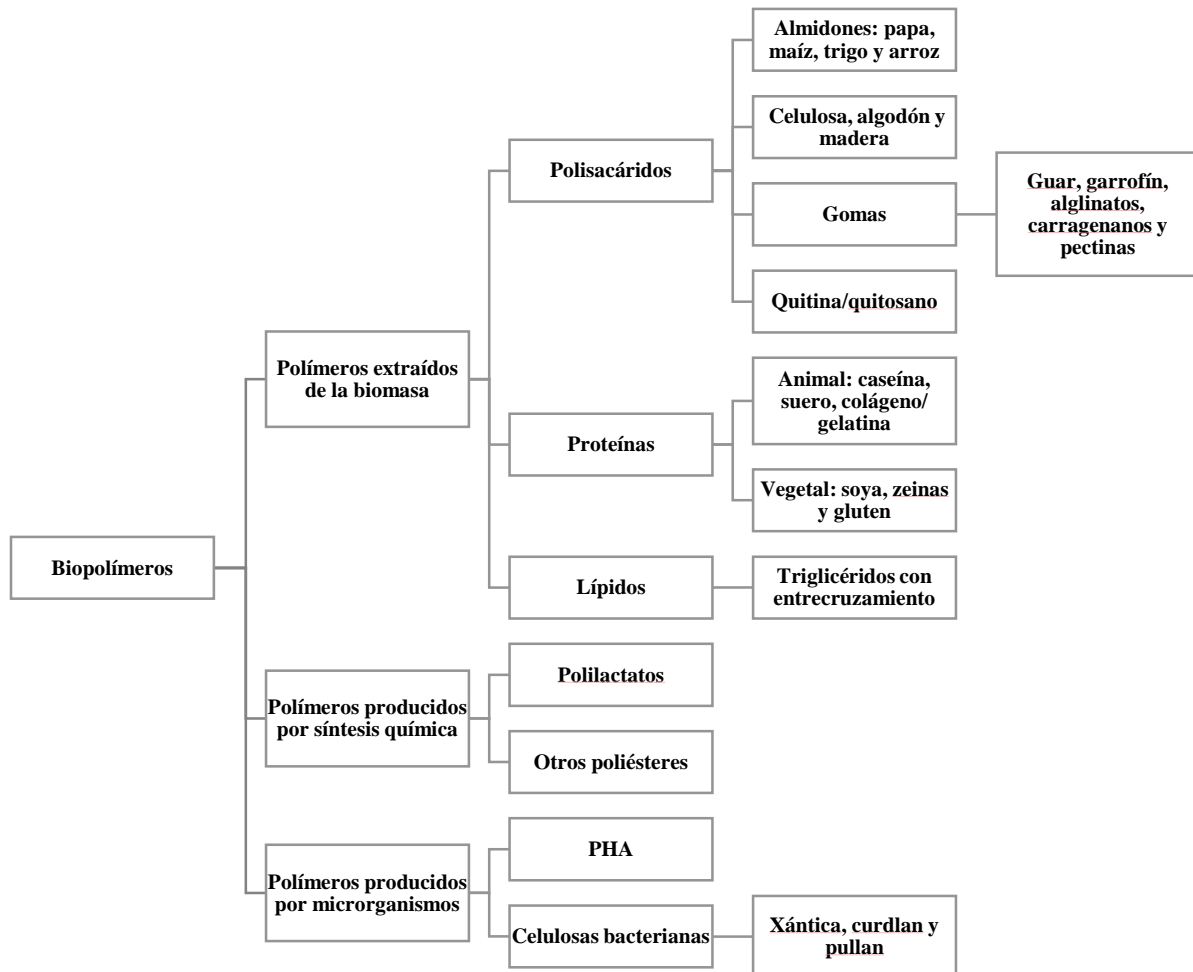 Biopolímeros
Polímeros extraídos
de la biomasa
Polisacáridos
Almidones: papa,
maíz, trigo y arroz
Celulosa, algodón y
madera
Gomas
Guar, garrofín,
alglinatos,
carragenanos y
pectinas
Quitina/quitosano
Proteínas
Animal: caseína,
suero, colágeno/
gelatina
Vegetal: soya, zeinas
y gluten
Lípidos
Triglicéridos con
entrecruzamiento
Polímeros producidos
por síntesis química
Polilactatos
Otros poliésteres
Polímeros producidos
por microrganismos
PHA
Celulosas bacterianas
Xántica, curdlan y
pullan